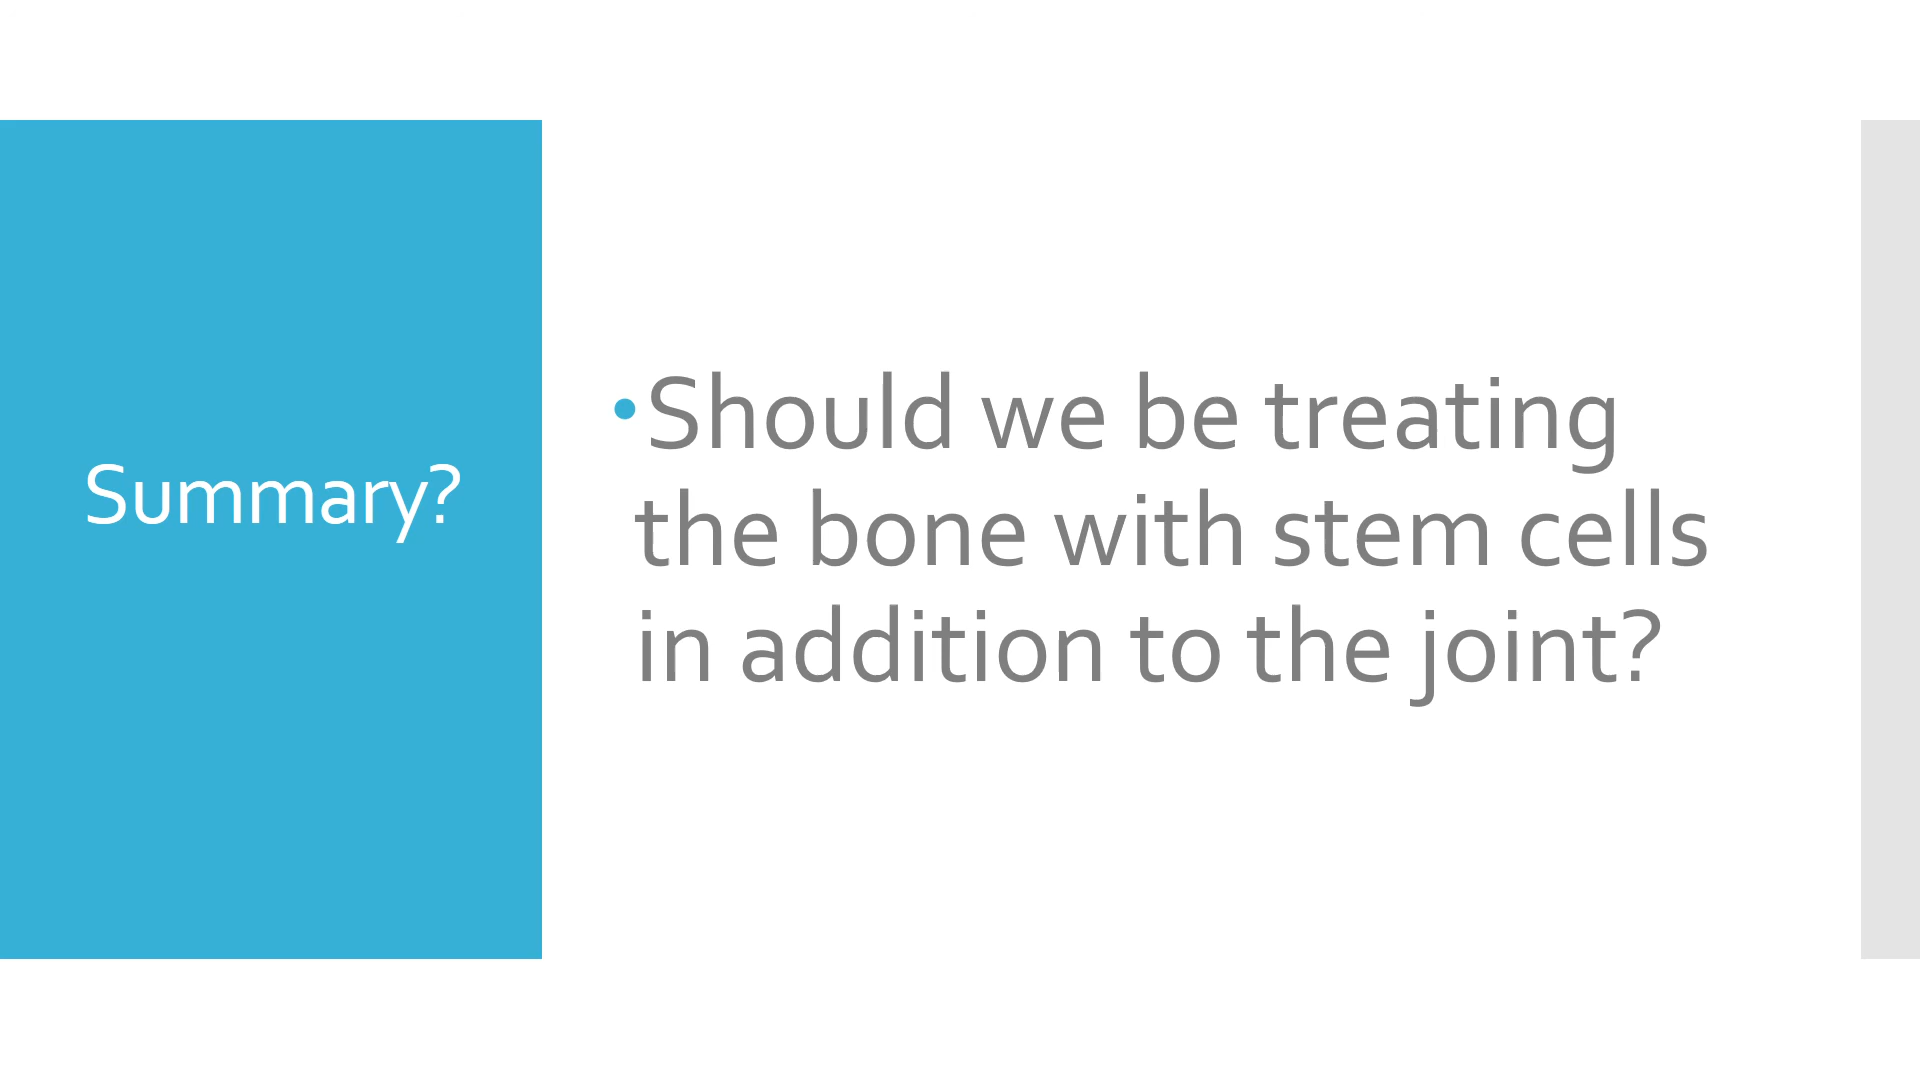 Summary?
•Should we be treating
the bone with stem cells
in addition to the joint?